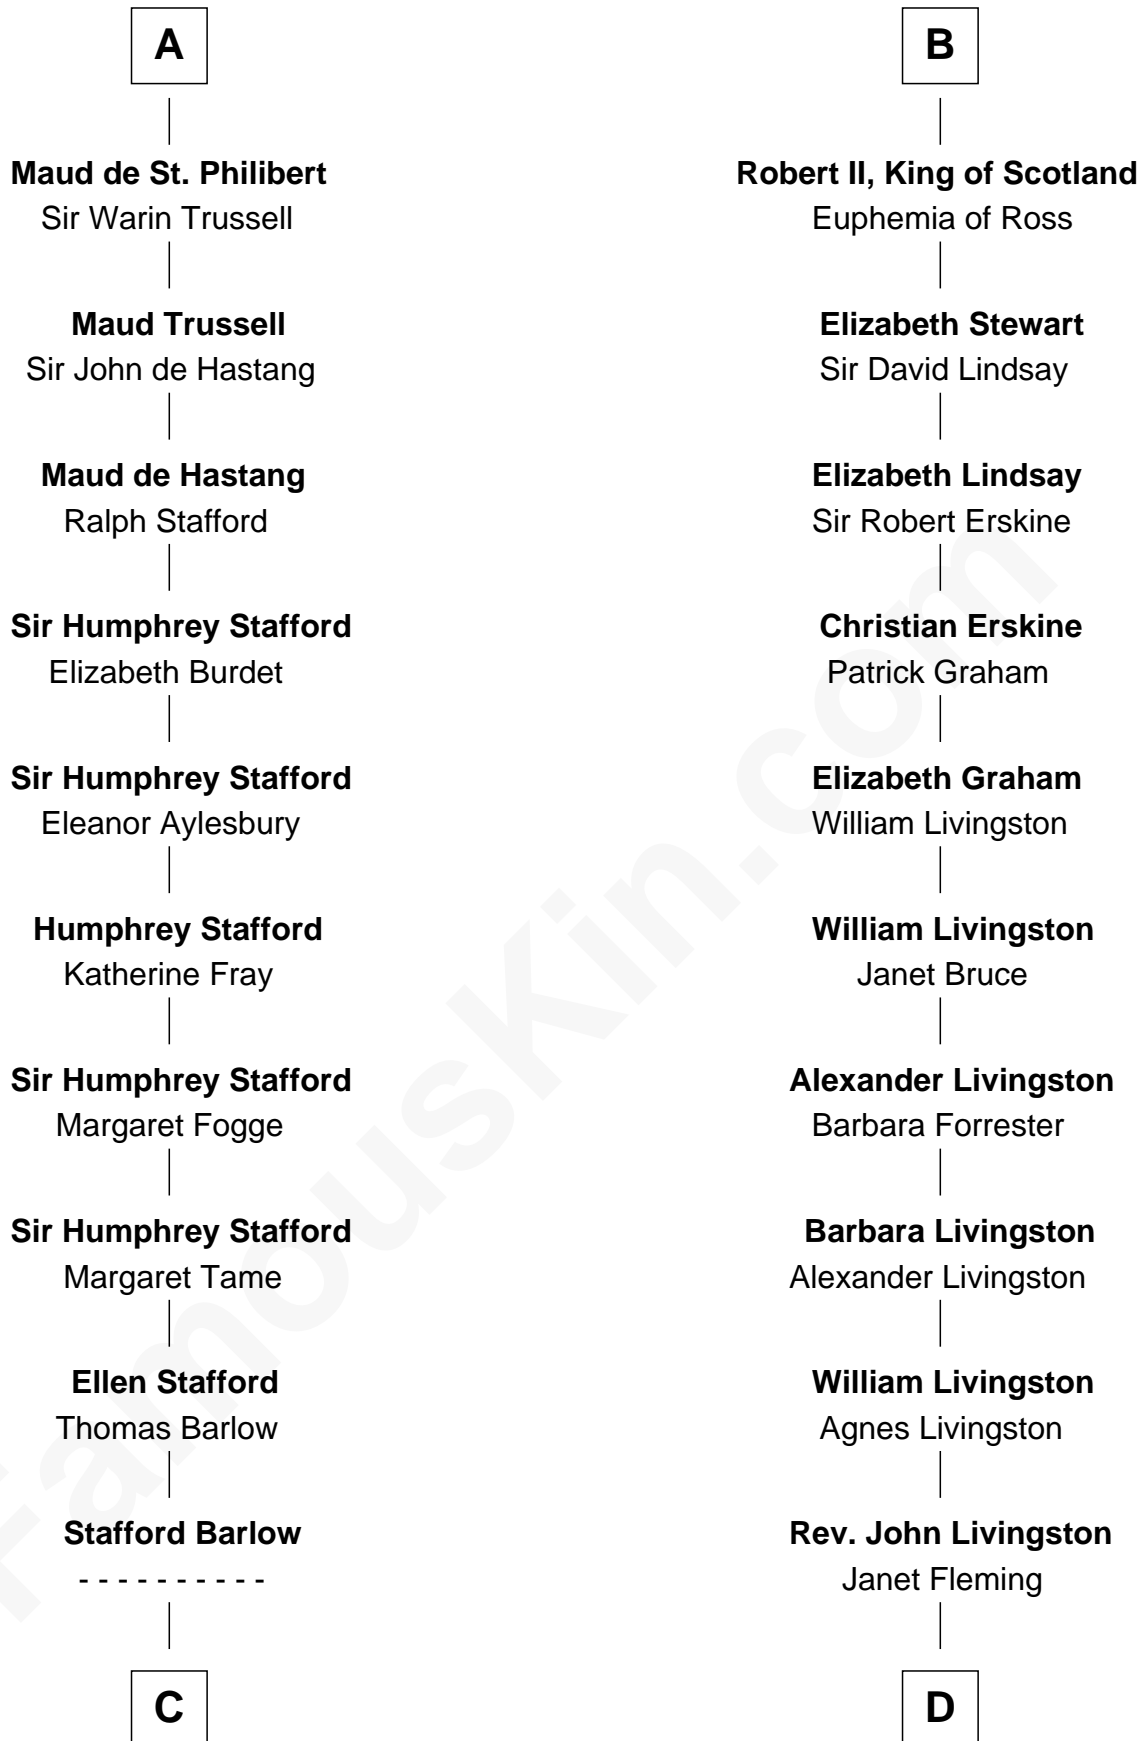 A
Maud de St. Philibert
Sir Warin Trussell
Maud Trussell
Sir John de Hastang
Maud de Hastang
Ralph Stafford
Sir Humphrey Stafford
Elizabeth Burdet
Sir Humphrey Stafford
Eleanor Aylesbury
Humphrey Stafford
Katherine Fray
Sir Humphrey Stafford
Margaret Fogge
Sir Humphrey Stafford
Margaret Tame
Ellen Stafford
Thomas Barlow
Stafford Barlow
- - - - - - - - - -
C
B
Robert II, King of Scotland
Euphemia of Ross
Elizabeth Stewart
Sir David Lindsay
Elizabeth Lindsay
Sir Robert Erskine
Christian Erskine
Patrick Graham
Elizabeth Graham
William Livingston
William Livingston
Janet Bruce
Alexander Livingston
Barbara Forrester
Barbara Livingston
Alexander Livingston
William Livingston
Agnes Livingston
Rev. John Livingston
Janet Fleming
D
FamousKin.com